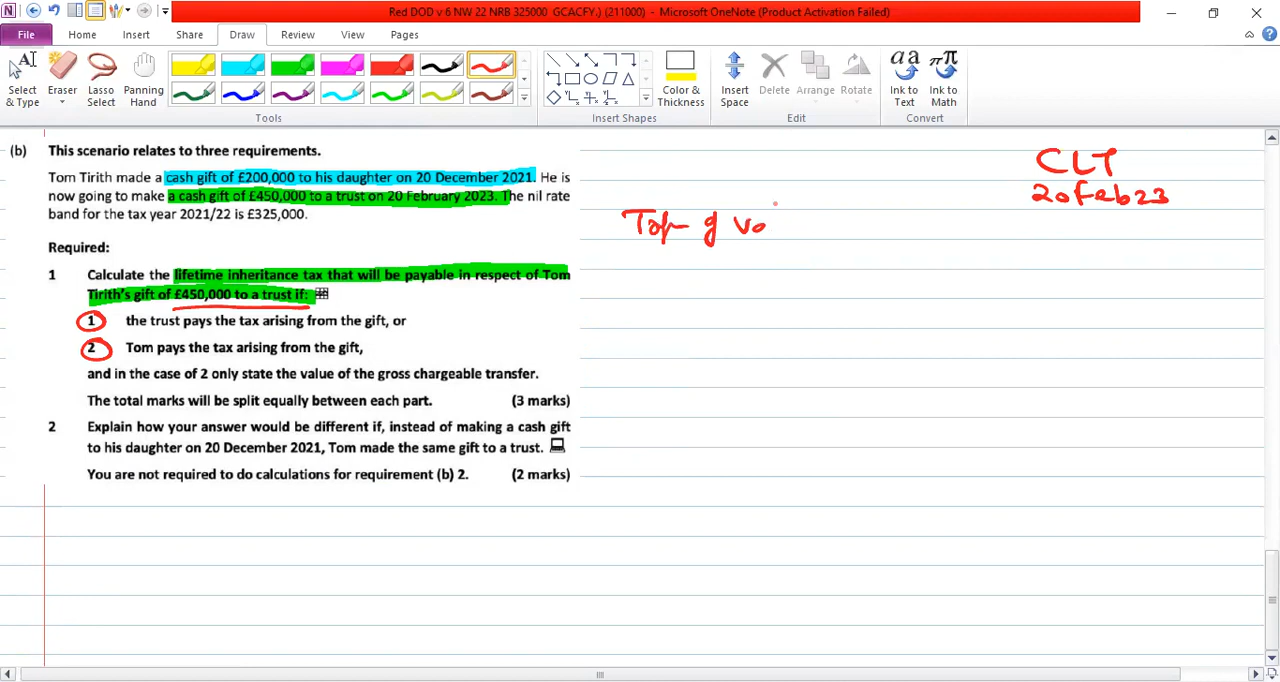 Red DOD v 6 NW 22 NRB 325000 GCACFY.) (211000) - Microsoft OneNote (Product Activation Failed)
File Home Insert Share Draw Review View Pages
Select & Type
Eraser
Lasso Select
Panning Hand
Color & Thickness
Insert Space
Delete
Arrange
Rotate
Ink to Text
Ink to Math
Tools Insert Shapes Edit Convert
(b) This scenario relates to three requirements.
Tom Tirith made a cash gift of £200,000 to his daughter on 20 December 2021. He is
now going to make a cash gift of £450,000 to a trust on 20 February 2023. The nil rate
band for the tax year 2021/22 is £325,000.
Required:
1 Calculate the lifetime inheritance tax that will be payable in respect of Tom
Tirith's gift of £450,000 to a trust if:
1 the trust pays the tax arising from the gift, or
2 Tom pays the tax arising from the gift,
and in the case of 2 only state the value of the gross chargeable transfer.
The total marks will be split equally between each part. (3 marks)
2 Explain how your answer would be different if, instead of making a cash gift
to his daughter on 20 December 2021, Tom made the same gift to a trust.
You are not required to do calculations for requirement (b) 2. (2 marks)
CLT
20Feb23
g vo